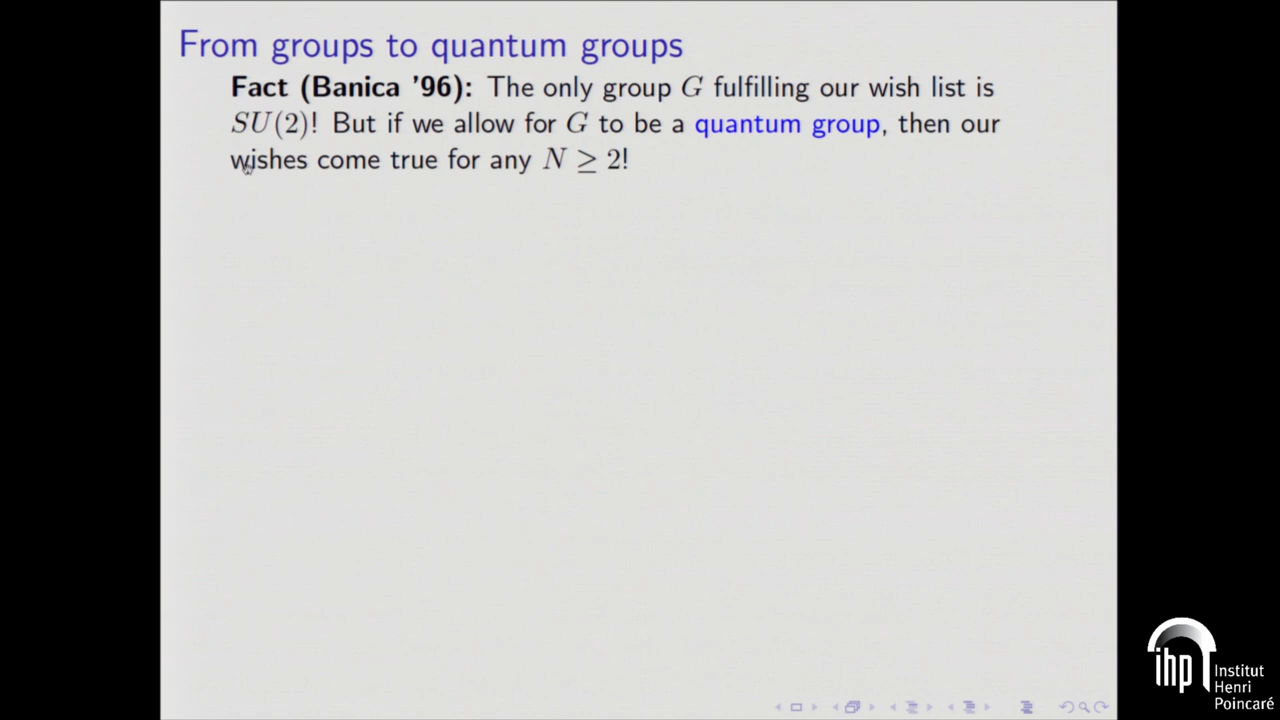 From groups to quantum groups
Fact (Banica '96): The only group G fulfilling our wish list is
SU(2)! But if we allow for G to be a quantum group, then our
wishes come true for any N ≥ 2!
ihp
Institut
Henri
Poincaré